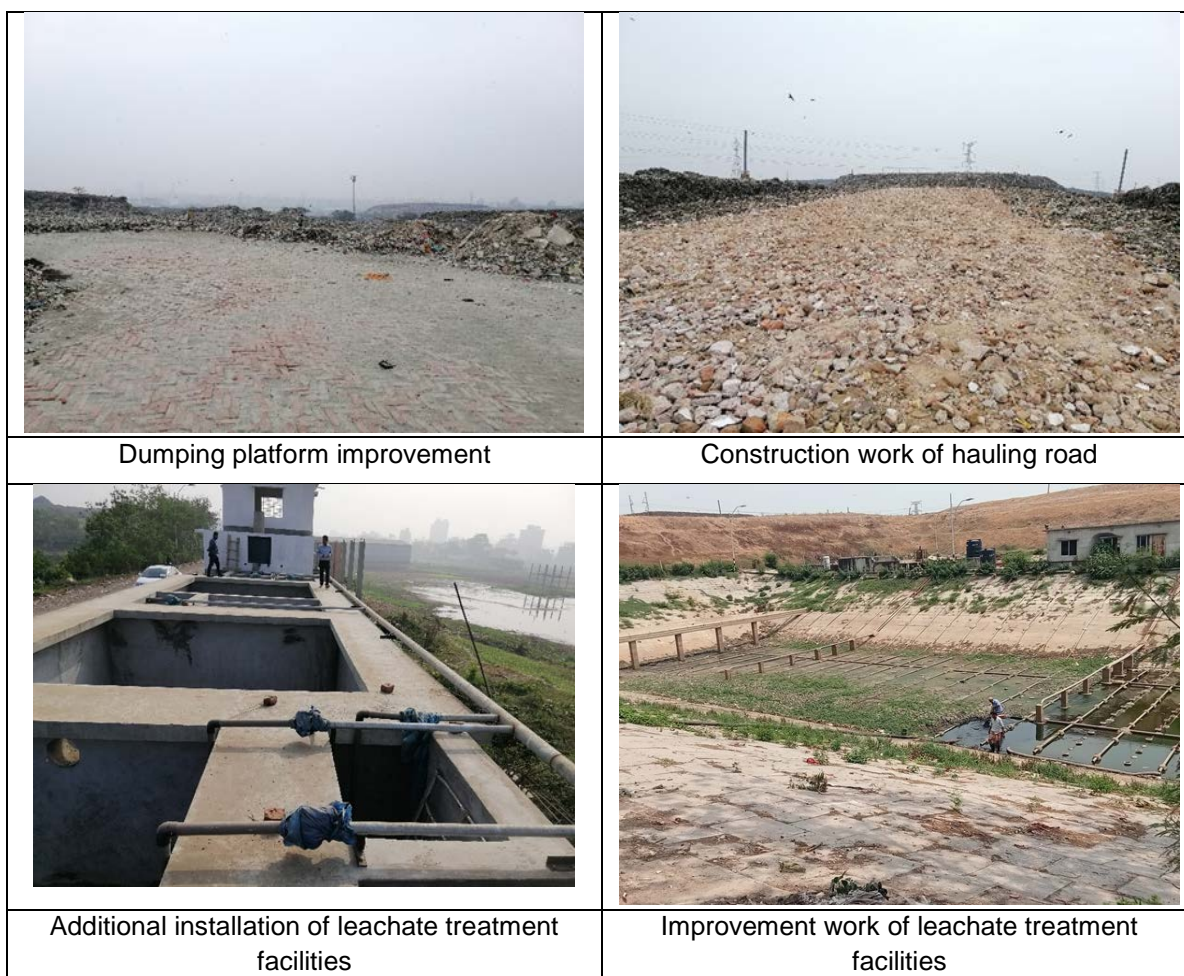 Dumping platform improvement
Construction work of hauling road
Additional installation of leachate treatment
facilities
Improvement work of leachate treatment
facilities